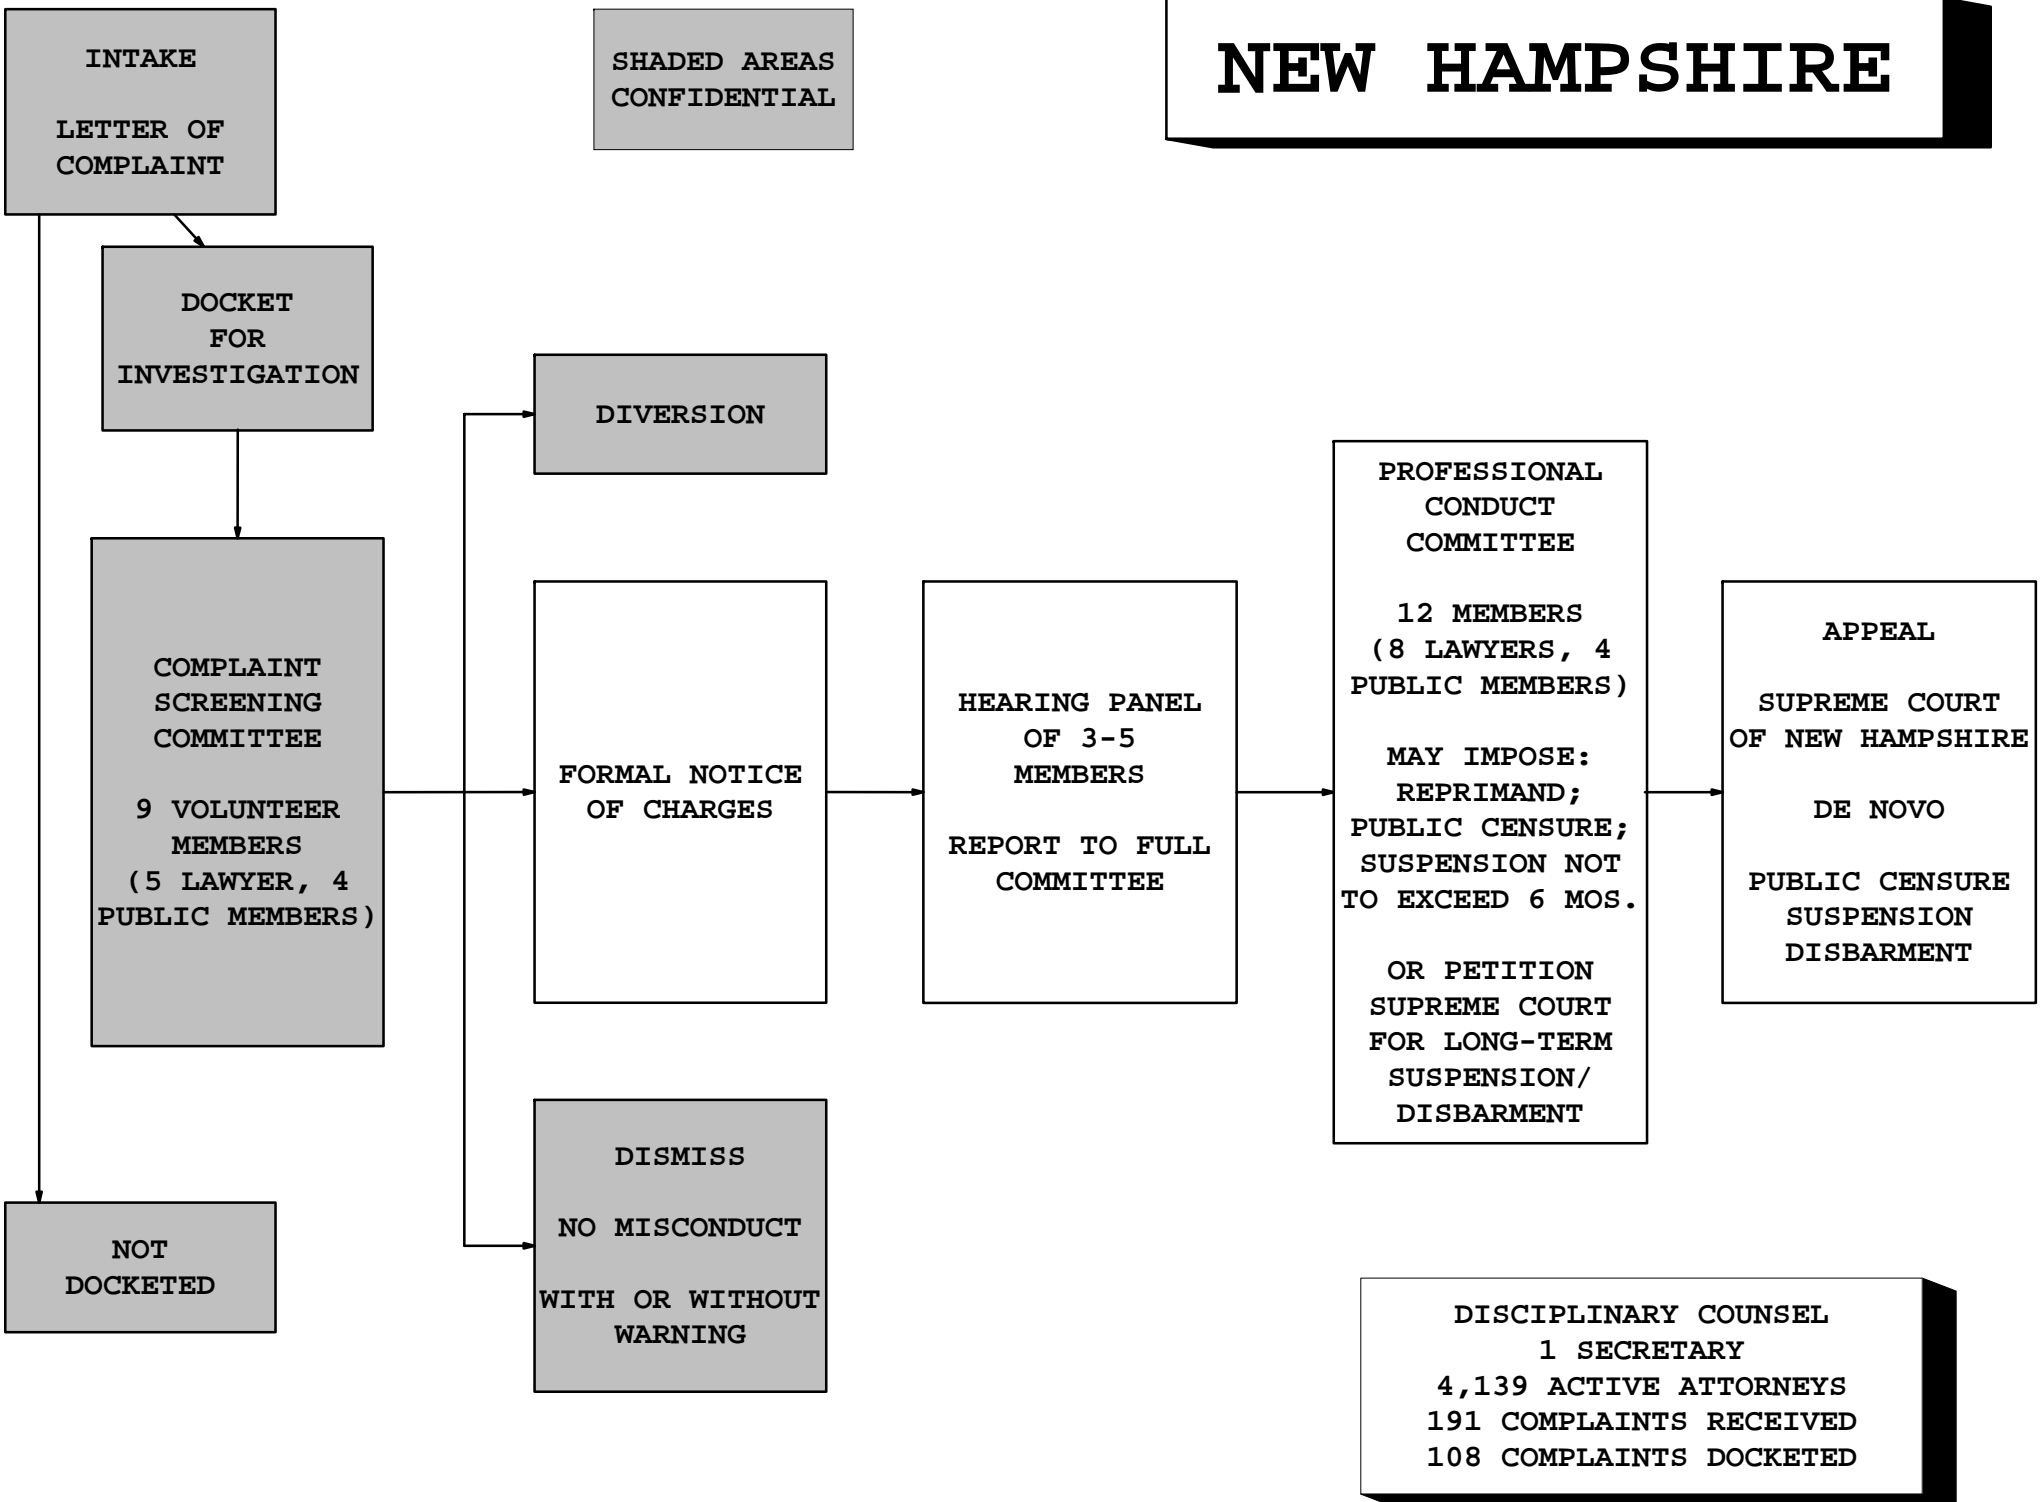 INTAKE
LETTER OF
COMPLAINT
SHADED AREAS
CONFIDENTIAL
NEW HAMPSHIRE
DOCKET
FOR
INVESTIGATION
DIVERSION
COMPLAINT
SCREENING
COMMITTEE
9 VOLUNTEER
MEMBERS
(5 LAWYER, 4
PUBLIC MEMBERS)
FORMAL NOTICE
OF CHARGES
HEARING PANEL
OF 3-5
MEMBERS
REPORT TO FULL
COMMITTEE
PROFESSIONAL
CONDUCT
COMMITTEE
12 MEMBERS
(8 LAWYERS, 4
PUBLIC MEMBERS)
MAY IMPOSE:
REPRIMAND;
PUBLIC CENSURE;
SUSPENSION NOT
TO EXCEED 6 MOS.
OR PETITION
SUPREME COURT
FOR LONG-TERM
SUSPENSION/
DISBARMENT
APPEAL
SUPREME COURT
OF NEW HAMPSHIRE
DE NOVO
PUBLIC CENSURE
SUSPENSION
DISBARMENT
DISMISS
NO MISCONDUCT
WITH OR WITHOUT
WARNING
NOT
DOCKETED
DISCIPLINARY COUNSEL
1 SECRETARY
4,139 ACTIVE ATTORNEYS
191 COMPLAINTS RECEIVED
108 COMPLAINTS DOCKETED